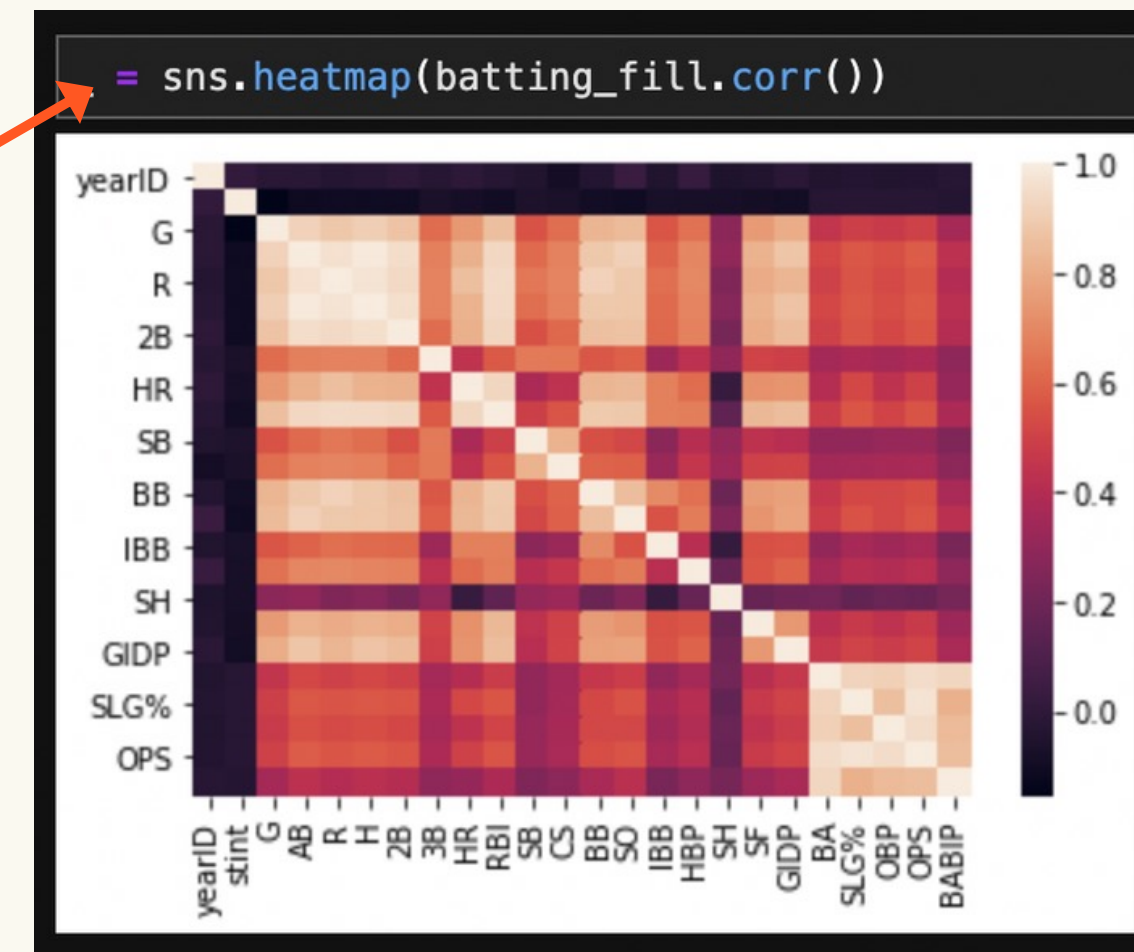 _ = sns.heatmap(batting_fill.corr())
yearID
G
R
2B
HR
SB
BB
IBB
SH
GIDP
SLG%
OPS
1.0
0.8
0.6
0.4
0.2
0.0
yearID
stint
G
AB
R
H
2B
3B
HR
RBI
SB
CS
BB
SO
IBB
HBP
SH
SF
GIDP
BA
SLG%
OBP
OPS
BABIP